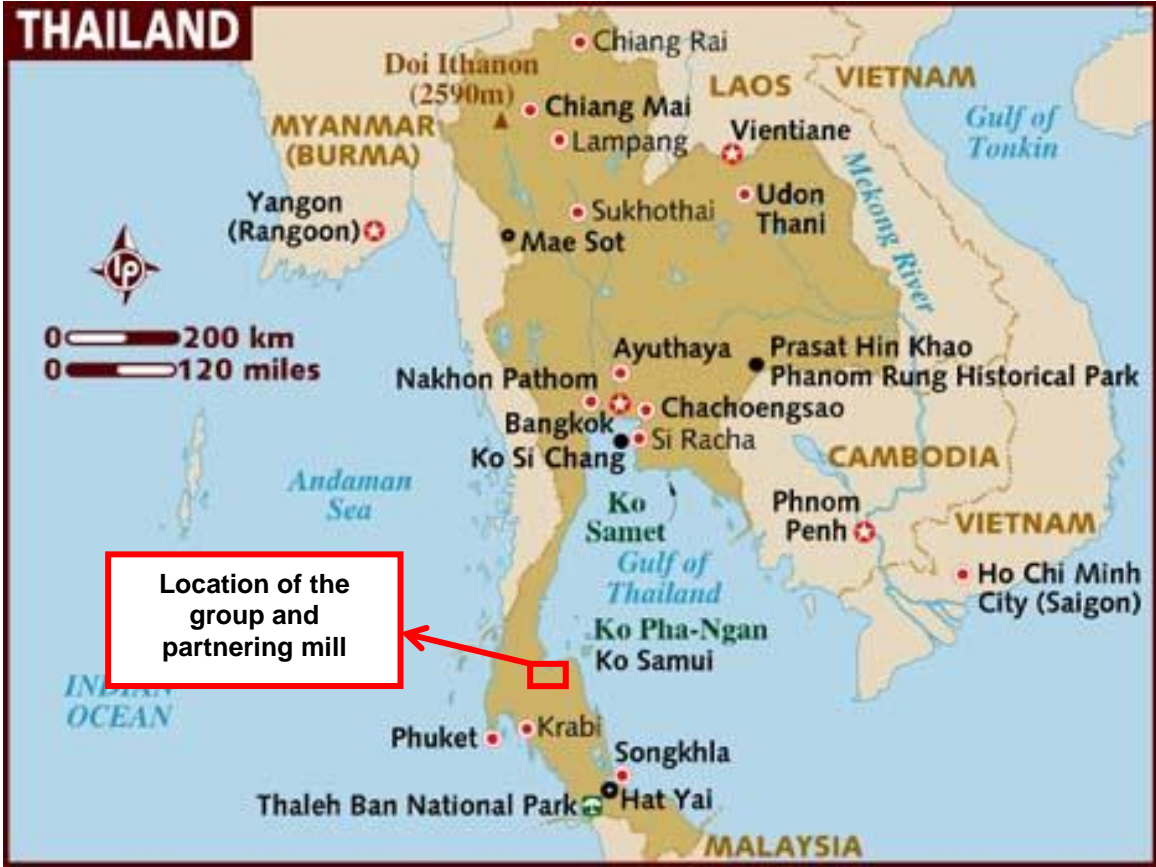 THAILAND
Chiang Rai
Doi Ithanon
(2590m)
Chiang Mai
LAOS
VIETNAM
MYANMAR
(BURMA)
Lampang
Vientiane
Gulf of
Tonkin
Yangon
(Rangoon)
Sukhothai
Udon
Thani
Mekong River
Mae Sot
lp
0 200 km
0 120 miles
Ayuthaya
Prasat Hin Khao
Phanom Rung Historical Park
Nakhon Pathom
Bangkok
Chachoengsao
Si Racha
Ko Si Chang
CAMBODIA
Andaman
Sea
Ko
Samet
Phnom
Penh
VIETNAM
Gulf of
Thailand
Ho Chi Minh
City (Saigon)
Location of the
group and
partnering mill
Ko Pha-Ngan
Ko Samui
INDIAN
OCEAN
Phuket
Krabi
Songkhla
Thaleh Ban National Park
Hat Yai
MALAYSIA